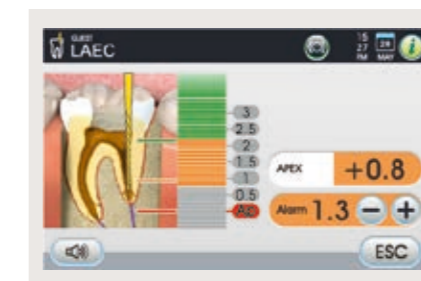 GUEST
LAEC
15
27
PM
29
MAY
i
3
2.5
2
1.5
1
0.5
APEX +0.8
Alarm 1.3 − +
ESC